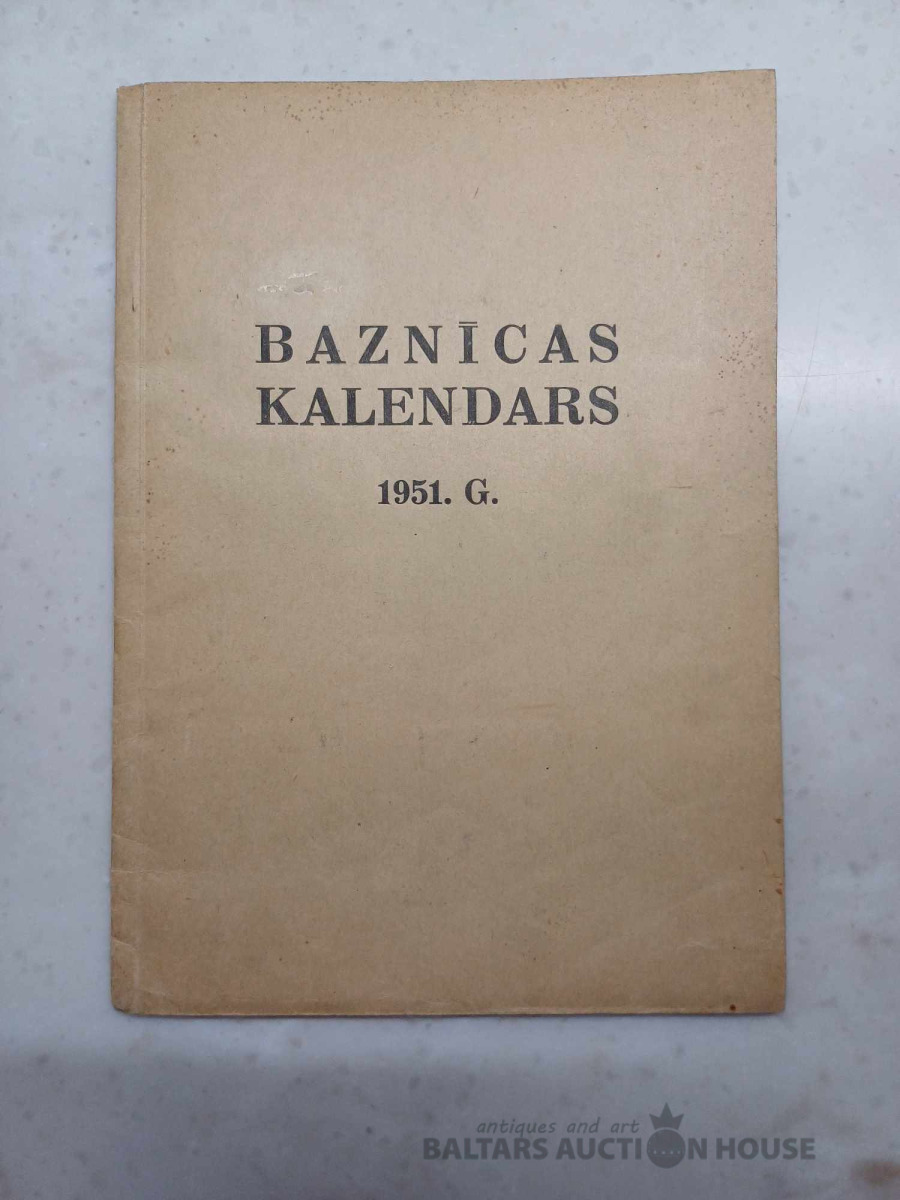 BAZNĪCAS
KALENDARS
1951. G.
antiques and art
BALTARS AUCTION HOUSE